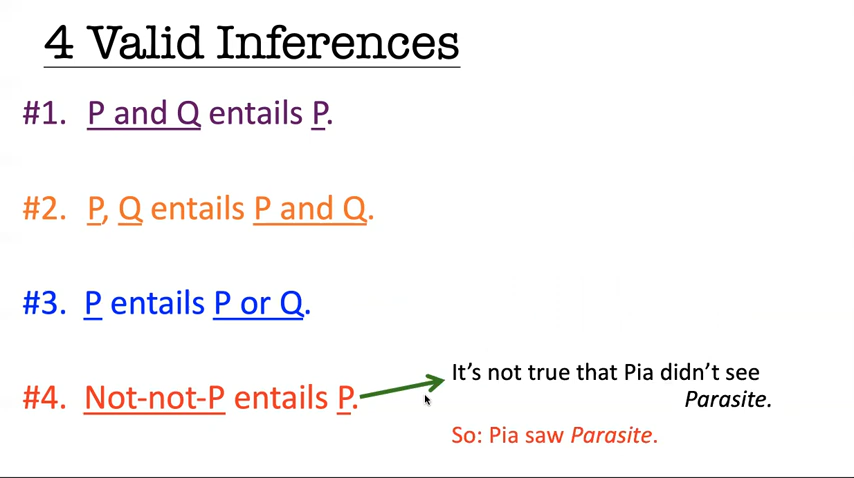 4 Valid Inferences
#1. P and Q entails P.
#2. P, Q entails P and Q.
#3. P entails P or Q.
It’s not true that Pia didn’t see
Parasite.
#4. Not-not-P entails P.
So: Pia saw Parasite.